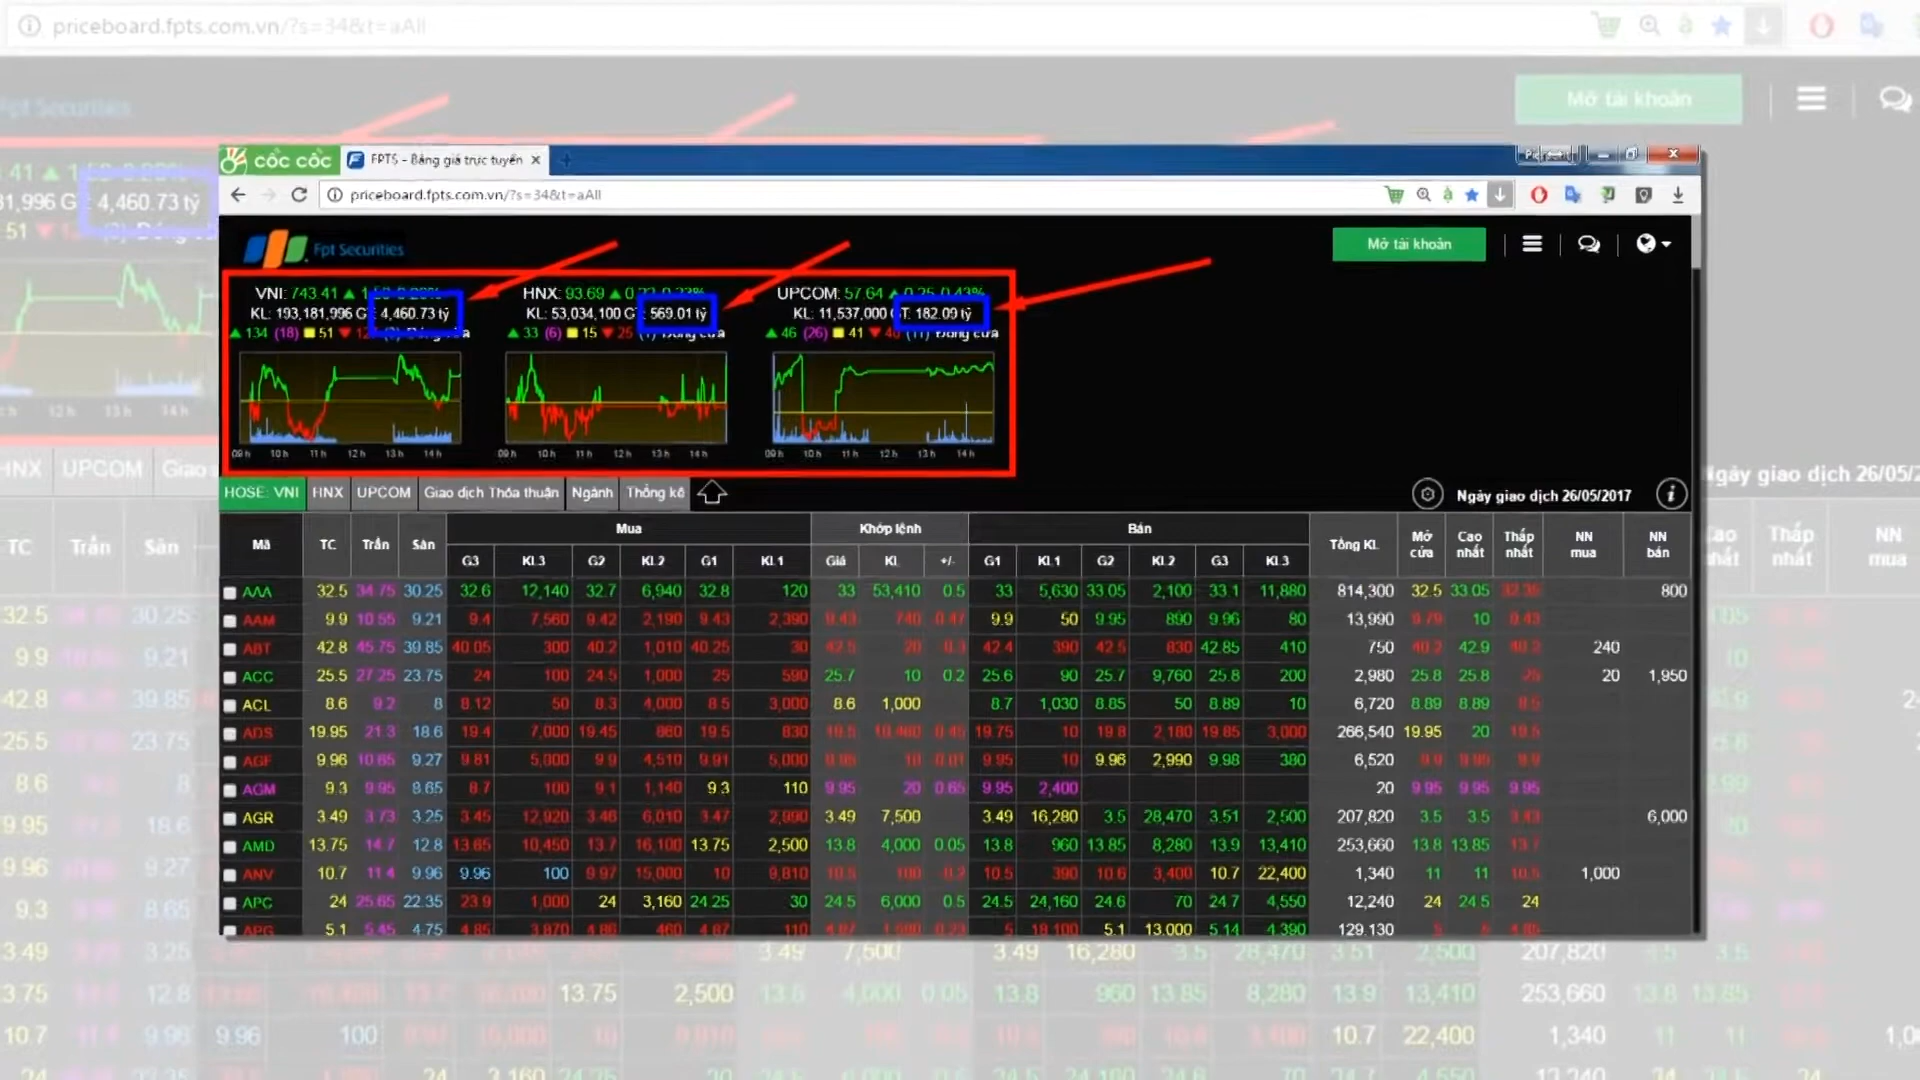 priceboard.fpts.com.vn/?s=34&t=aAll
Mở tài khoản
CỐC CỐC
FPTS - Bảng giá trực tuyến
priceboard.fpts.com.vn/?s=34&t=aAll
Fpt Securities
Mở tài khoản
VNI: 743.41
KL: 193,181,996 GT: 4,460.73 tỷ
134 (18) 51
HNX: 93.69
KL: 53,034,100 GT: 569.01 tỷ
33 (6) 15 25 (1) Đóng cửa
UPCOM: 57.64 0.25 0.43%
KL: 11,537,000 GT: 182.09 tỷ
46 (26) 41 40 (11) Đóng cửa
09 h 10 h 11 h 12 h 13 h 14 h
09 h 10 h 11 h 12 h 13 h 14 h
09 h 10 h 11 h 12 h 13 h 14 h
HOSE: VNI HNX UPCOM Giao dịch Thỏa thuận Ngành Thống kê
Ngày giao dịch 26/05/2017
Mã TC Trần Sàn Mua Khớp lệnh Bán Tổng KL Mở cửa Cao nhất Thấp nhất NN mua NN bán
G3 KL3 G2 KL2 G1 KL1 Giá KL +/- G1 KL1 G2 KL2 G3 KL3
AAA 32.5 34.75 30.25 32.6 12,140 32.7 6,940 32.8 120 33 53,410 0.5 33 5,630 33.05 2,100 33.1 11,880 814,300 32.5 33.05 800
AAM 9.9 10.55 9.21 9.4 7,560 9.42 2,190 9.43 2,390 9.43 740 0.47 9.9 50 9.95 890 9.96 80 13,990 9.79 10 9.43
ABT 42.8 45.75 39.85 40.05 300 40.2 1,010 40.25 30 42.5 20 0.3 42.4 390 42.5 830 42.85 410 750 40.2 42.9 40.2 240
ACC 25.5 27.25 23.75 24 100 24.5 1,000 25 590 25.7 10 0.2 25.6 90 25.7 9,760 25.8 200 2,980 25.8 25.8 25 20 1,950
ACL 8.6 9.2 8 8.12 50 8.3 4,000 8.5 3,000 8.6 1,000 8.7 1,030 8.85 50 8.89 10 6,720 8.89 8.89 8.5
ADS 19.95 21.3 18.6 19.4 7,000 19.45 860 19.5 830 19.5 10,460 0.45 19.75 10 19.8 2,180 19.85 3,000 266,540 19.95 20 19.5
AGF 9.96 10.65 9.27 9.81 5,000 9.9 4,510 9.91 5,000 9.95 10 0.01 9.95 10 9.96 2,990 9.98 380 6,520 9.9 9.95 9.9
AGM 9.3 9.95 8.65 8.7 100 9.1 1,140 9.3 110 9.95 20 0.65 9.95 2,400 20 9.95 9.95 9.95
AGR 3.49 3.73 3.25 3.45 12,920 3.46 6,010 3.47 2,990 3.49 7,500 3.49 16,280 3.5 28,470 3.51 2,500 207,820 3.5 3.5 3.43 6,000
AMD 13.75 14.7 12.8 13.65 10,450 13.7 16,100 13.75 2,500 13.8 4,000 0.05 13.8 960 13.85 8,280 13.9 13,410 253,660 13.8 13.85 13.7
ANV 10.7 11.4 9.96 9.96 100 9.97 15,000 10 9,810 10.5 100 0.2 10.5 390 10.6 3,400 10.7 22,400 1,340 11 11 10.5 1,000
APC 24 25.65 22.35 23.9 1,000 24 3,160 24.25 30 24.5 6,000 0.5 24.5 24,160 24.6 70 24.7 4,550 12,240 24 24.5 24
APG 5.1 5.45 4.75 4.85 3,870 4.86 460 4.87 110 4.87 1,590 0.23 5 18,100 5.1 13,000 5.14 4,390 129,130 5 5 4.85